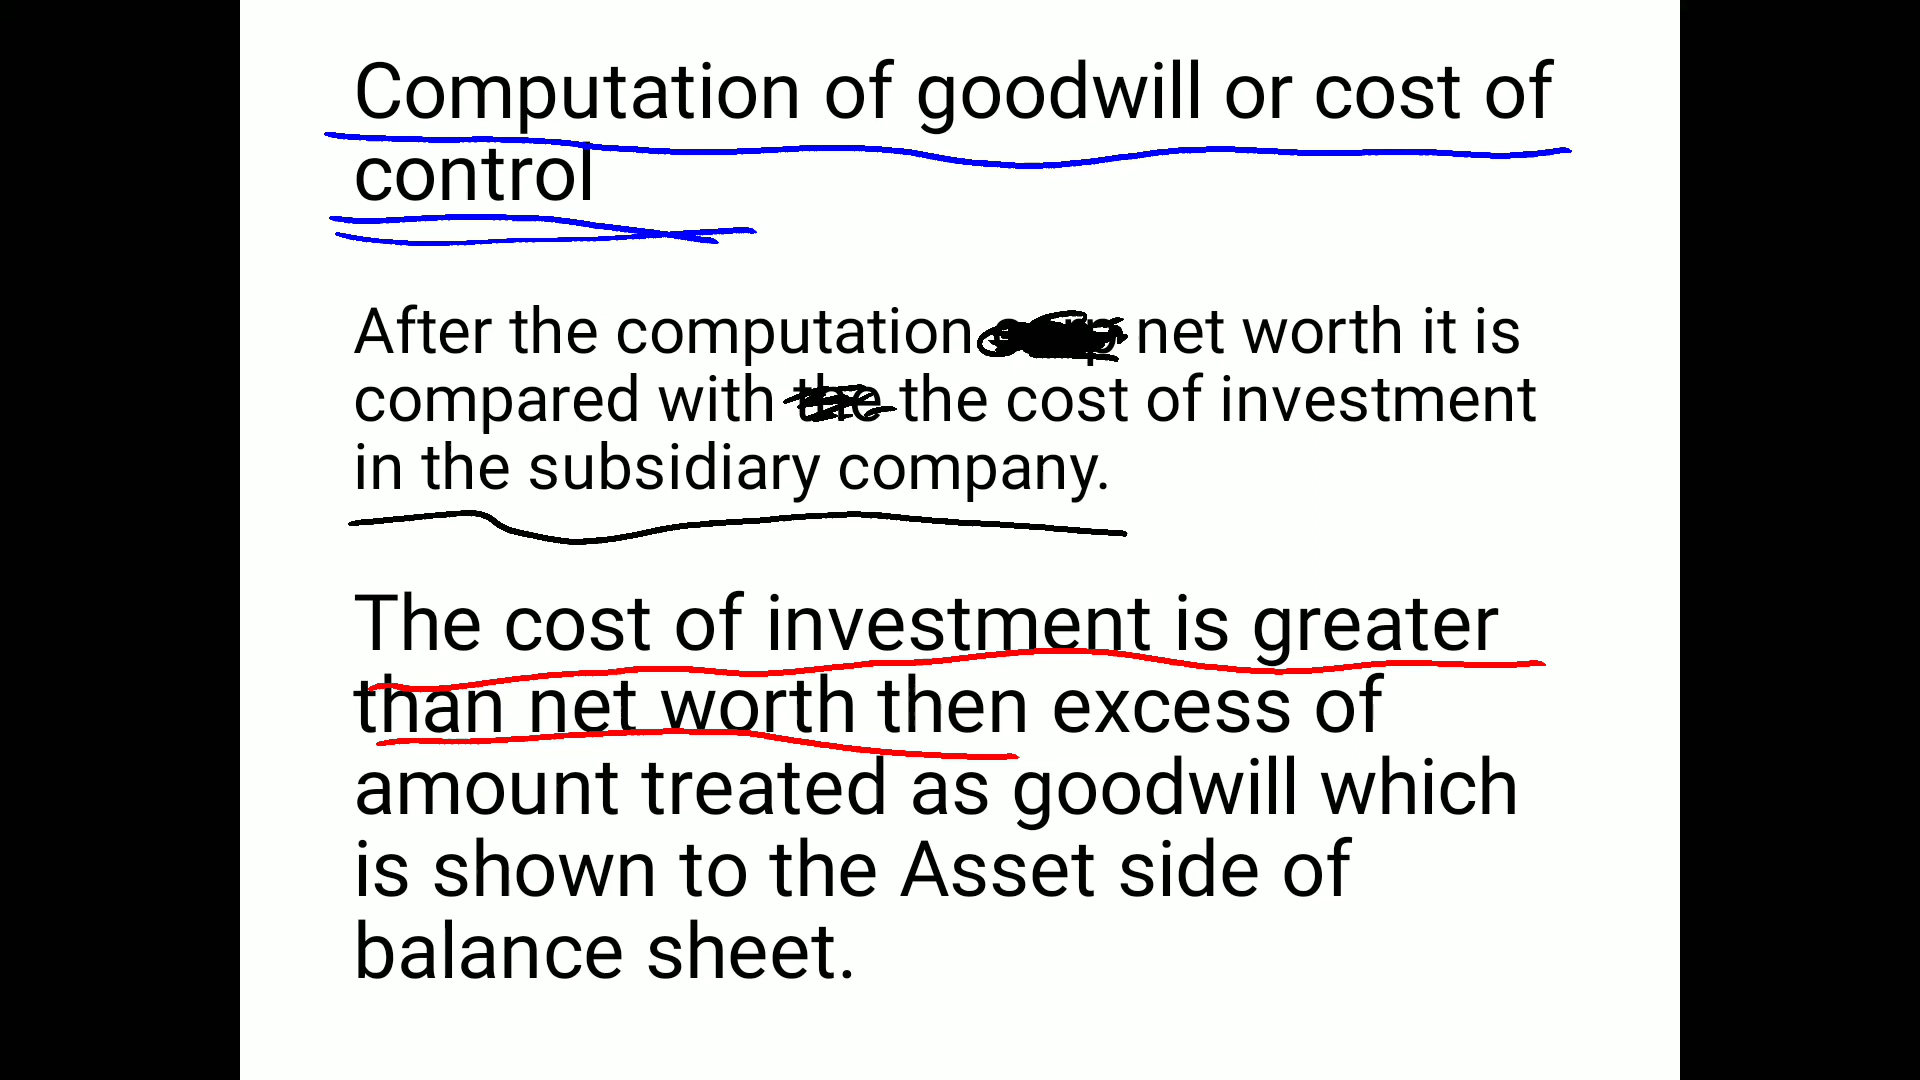 Computation of goodwill or cost of
control
After the computation net worth it is
compared with the the cost of investment
in the subsidiary company.
The cost of investment is greater
than net worth then excess of
amount treated as goodwill which
is shown to the Asset side of
balance sheet.